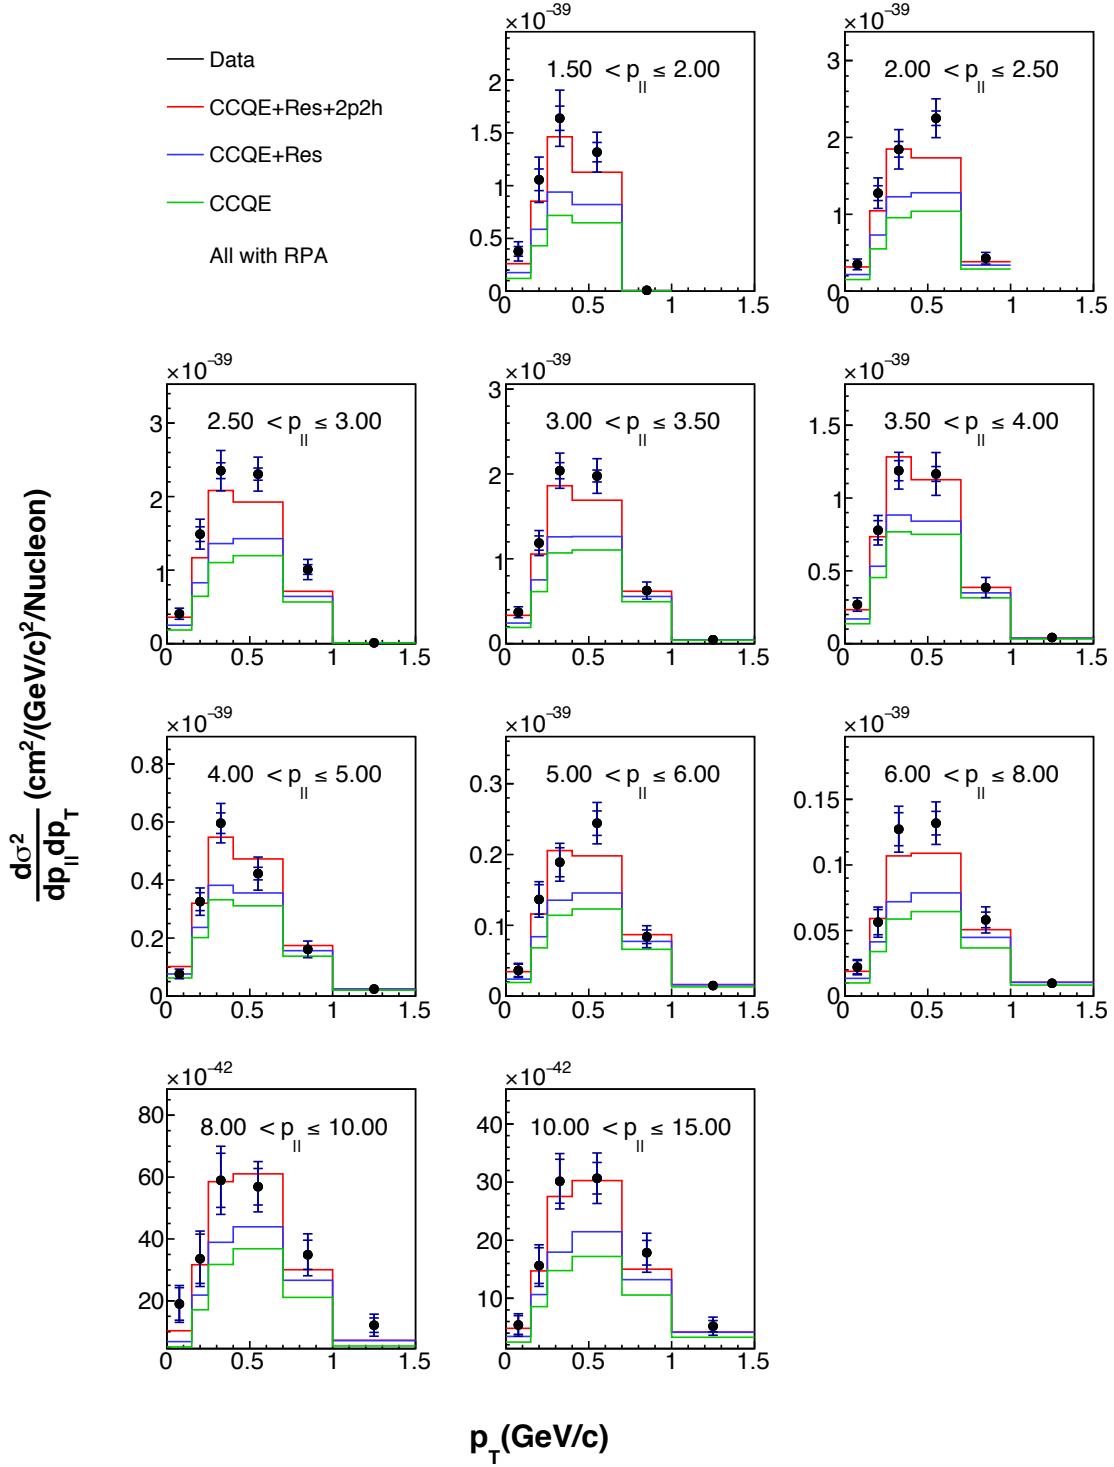 Data
CCQE+Res+2p2h
CCQE+Res
CCQE
All with RPA
×10⁻³⁹
1.50 < p_|| ≤ 2.00
2
1.5
1
0.5
0
0 0.5 1 1.5
×10⁻³⁹
2.00 < p_|| ≤ 2.50
3
2
1
0
0 0.5 1 1.5
×10⁻³⁹
2.50 < p_|| ≤ 3.00
3
2
1
0
0 0.5 1 1.5
×10⁻³⁹
3.00 < p_|| ≤ 3.50
3
2
1
0
0 0.5 1 1.5
×10⁻³⁹
3.50 < p_|| ≤ 4.00
1.5
1
0.5
0
0 0.5 1 1.5
dσ²/dp_||dp_T (cm²/(GeV/c)²/Nucleon)
×10⁻³⁹
4.00 < p_|| ≤ 5.00
0.8
0.6
0.4
0.2
0
0 0.5 1 1.5
×10⁻³⁹
5.00 < p_|| ≤ 6.00
0.3
0.2
0.1
0
0 0.5 1 1.5
×10⁻³⁹
6.00 < p_|| ≤ 8.00
0.15
0.1
0.05
0
0 0.5 1 1.5
×10⁻⁴²
8.00 < p_|| ≤ 10.00
80
60
40
20
0 0.5 1 1.5
×10⁻⁴²
10.00 < p_|| ≤ 15.00
40
30
20
10
0 0.5 1 1.5
p_T(GeV/c)